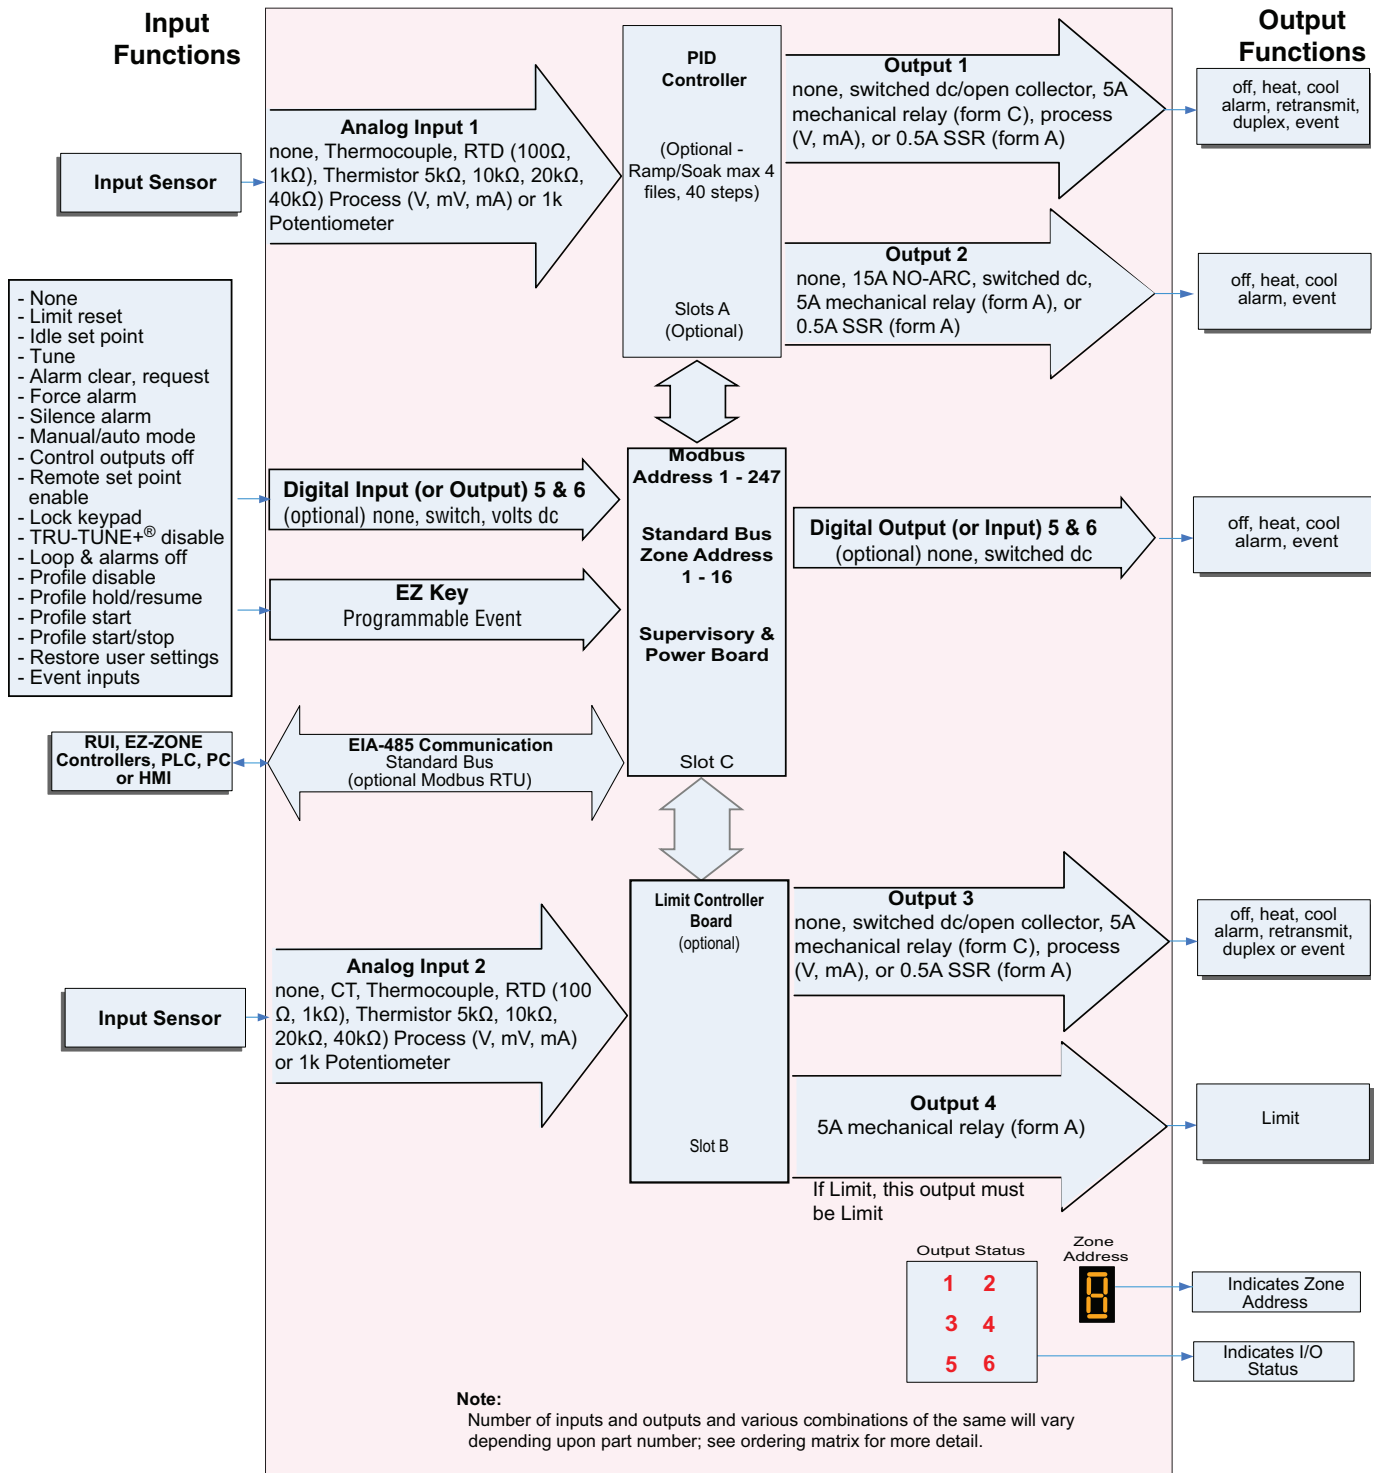 Input
Functions
Output
Functions
PID
Controller
(Optional -
Ramp/Soak max 4
files, 40 steps)
Slots A
(Optional)
Input Sensor
Analog Input 1
none, Thermocouple, RTD (100Ω,
1kΩ), Thermistor 5kΩ, 10kΩ, 20kΩ,
40kΩ) Process (V, mV, mA) or 1k
Potentiometer
Output 1
none, switched dc/open collector, 5A
mechanical relay (form C), process
(V, mA), or 0.5A SSR (form A)
off, heat, cool
alarm, retransmit,
duplex, event
Output 2
none, 15A NO-ARC, switched dc,
5A mechanical relay (form A), or
0.5A SSR (form A)
off, heat, cool
alarm, event
- None
- Limit reset
- Idle set point
- Tune
- Alarm clear, request
- Force alarm
- Silence alarm
- Manual/auto mode
- Control outputs off
- Remote set point
enable
- Lock keypad
- TRU-TUNE+® disable
- Loop & alarms off
- Profile disable
- Profile hold/resume
- Profile start
- Profile start/stop
- Restore user settings
- Event inputs
Digital Input (or Output) 5 & 6
(optional) none, switch, volts dc
EZ Key
Programmable Event
Modbus
Address 1 - 247
Standard Bus
Zone Address
1 - 16
Supervisory &
Power Board
Slot C
Digital Output (or Input) 5 & 6
(optional) none, switched dc
off, heat, cool
alarm, event
RUI, EZ-ZONE
Controllers, PLC, PC
or HMI
EIA-485 Communication
Standard Bus
(optional Modbus RTU)
Limit Controller
Board
(optional)
Slot B
Input Sensor
Analog Input 2
none, CT, Thermocouple, RTD (100
Ω, 1kΩ), Thermistor 5kΩ, 10kΩ,
20kΩ, 40kΩ) Process (V, mV, mA)
or 1k Potentiometer
Output 3
none, switched dc/open collector, 5A
mechanical relay (form C), process
(V, mA), or 0.5A SSR (form A)
off, heat, cool
alarm, retransmit,
duplex or event
Output 4
5A mechanical relay (form A)
If Limit, this output must
be Limit
Limit
Output Status
1 2
3 4
5 6
Zone
Address
8
Indicates Zone
Address
Indicates I/O
Status
Note:
Number of inputs and outputs and various combinations of the same will vary
depending upon part number; see ordering matrix for more detail.